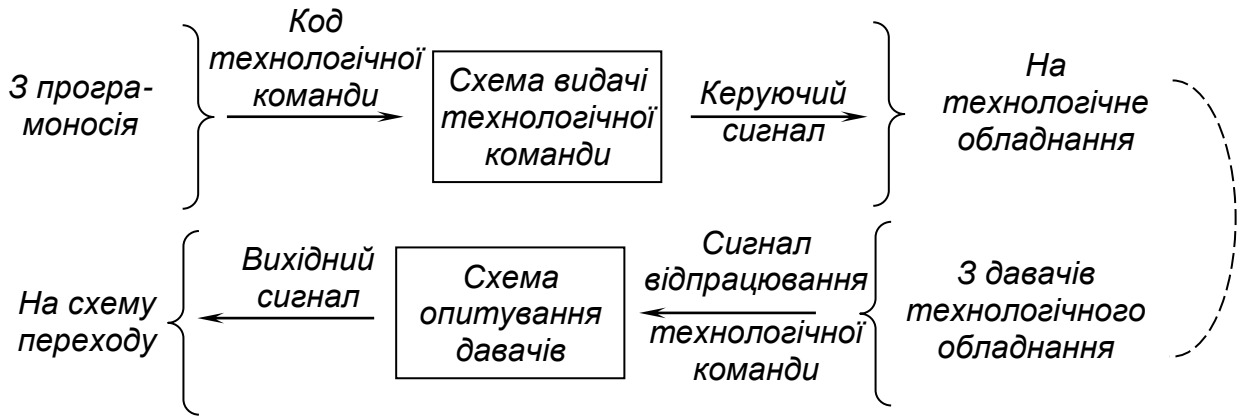 З програ-
моносія
Код
технологічної
команди
Схема видачі
технологічної
команди
Керуючий
сигнал
На
технологічне
обладнання
На схему
переходу
Вихідний
сигнал
Схема
опитування
давачів
Сигнал
відпрацювання
технологічної
команди
З давачів
технологічного
обладнання